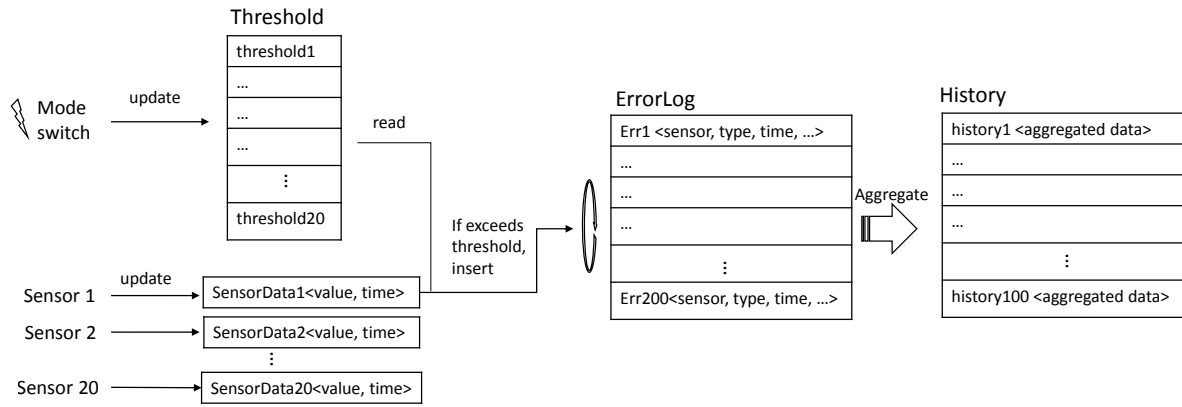 Threshold
threshold1
...
...
...
⋮
threshold20
Mode
switch
update
read
Sensor 1
update
SensorData1<value, time>
Sensor 2
SensorData2<value, time>
⋮
Sensor 20
SensorData20<value, time>
If exceeds
threshold,
insert
ErrorLog
Err1 <sensor, type, time, ...>
...
...
...
⋮
Err200<sensor, type, time, ...>
Aggregate
History
history1 <aggregated data>
...
...
...
⋮
history100 <aggregated data>